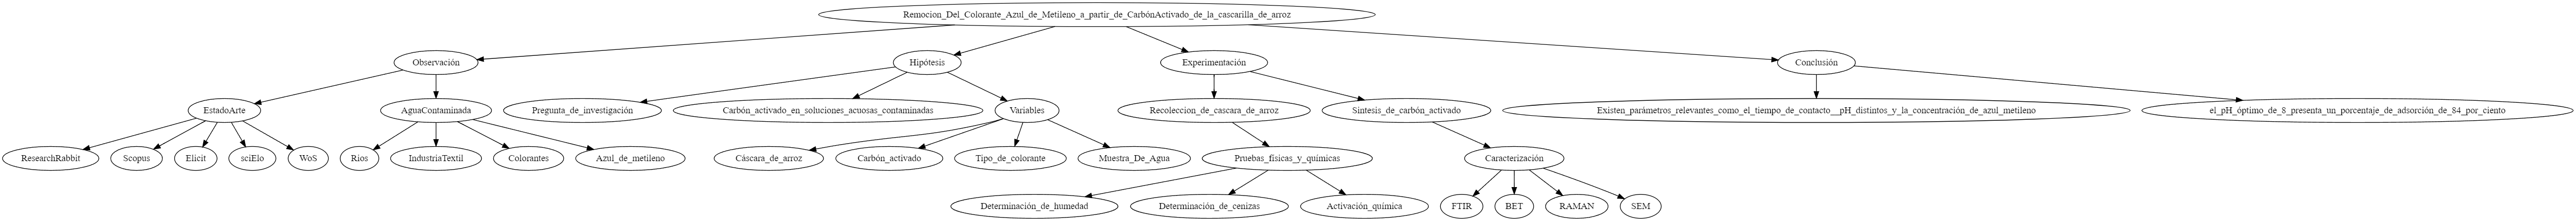 Remocion_Del_Colorante_Azul_de_Metileno_a_partir_de_CarbónActivado_de_la_cascarilla_de_arroz
Observación
Hipótesis
Experimentación
Conclusión
EstadoArte
AguaContaminada
Pregunta_de_investigación
Carbón_activado_en_soluciones_acuosas_contaminadas
Variables
Recoleccion_de_cascara_de_arroz
Sintesis_de_carbón_activado
Existen_parámetros_relevantes_como_el_tiempo_de_contacto__pH_distintos_y_la_concentración_de_azul_metileno
el_pH_óptimo_de_8_presenta_un_porcentaje_de_adsorción_de_84_por_ciento
ResearchRabbit
Scopus
Elicit
sciElo
WoS
Rios
IndustriaTextil
Colorantes
Azul_de_metileno
Cáscara_de_arroz
Carbón_activado
Tipo_de_colorante
Muestra_De_Agua
Pruebas_físicas_y_químicas
Caracterización
Determinación_de_humedad
Determinación_de_cenizas
Activación_química
FTIR
BET
RAMAN
SEM